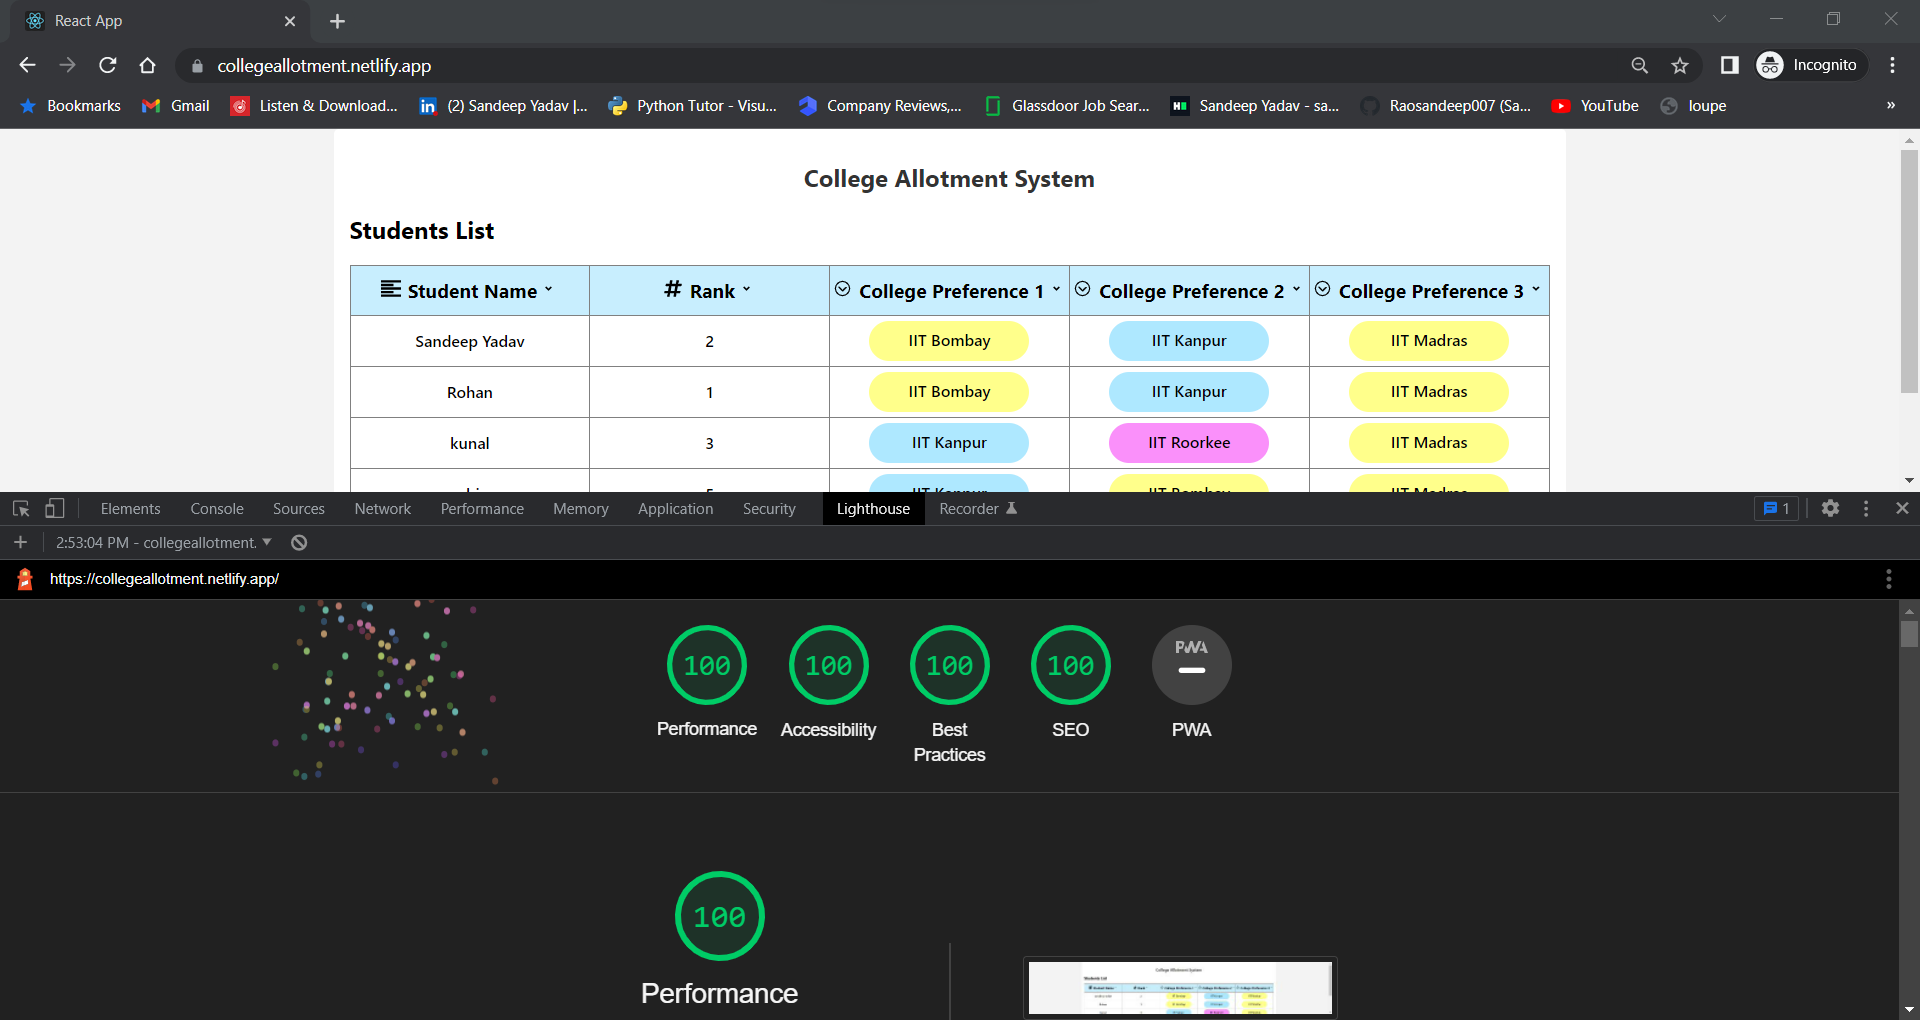 React App
collegeallotment.netlify.app
Incognito
Bookmarks
Gmail
Listen & Download...
(2) Sandeep Yadav |...
Python Tutor - Visu...
Company Reviews,...
Glassdoor Job Sear...
Sandeep Yadav - sa...
Raosandeep007 (Sa...
YouTube
loupe
»
College Allotment System
Students List
Student Name
# Rank
College Preference 1
College Preference 2
College Preference 3
Sandeep Yadav 2 IIT Bombay IIT Kanpur IIT Madras
Rohan 1 IIT Bombay IIT Kanpur IIT Madras
kunal 3 IIT Kanpur IIT Roorkee IIT Madras
IIT Kanpur IIT Bombay IIT Madras
Elements Console Sources Network Performance Memory Application Security Lighthouse Recorder 1
2:53:04 PM - collegeallotment.
https://collegeallotment.netlify.app/
100 100 100 100 PWA
Performance Accessibility Best Practices SEO PWA
100
Performance
College Allotment System
Students List